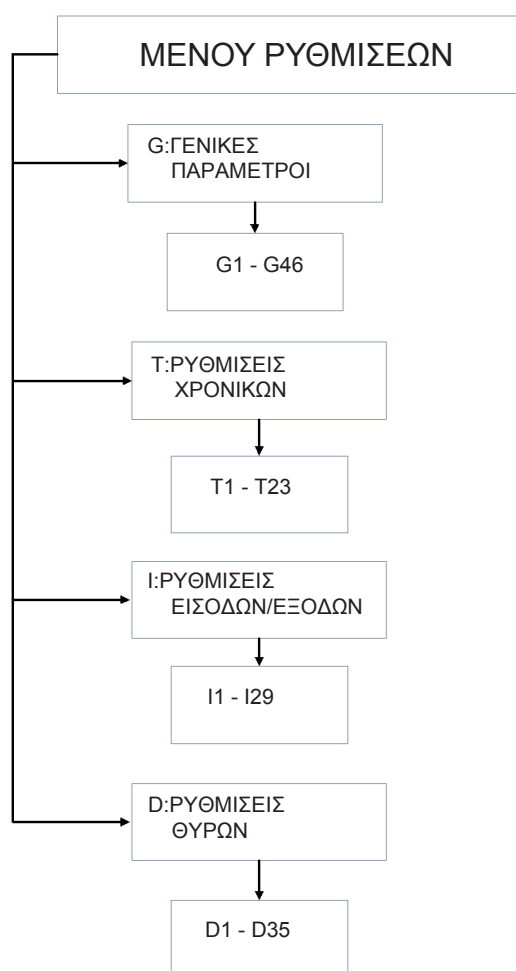 ΜΕΝΟΥ ΡΥΘΜΙΣΕΩΝ
G:ΓΕΝΙΚΕΣ
ΠΑΡΑΜΕΤΡΟΙ
G1 - G46
T:ΡΥΘΜΙΣΕΙΣ
ΧΡΟΝΙΚΩΝ
T1 - T23
I:ΡΥΘΜΙΣΕΙΣ
ΕΙΣΟΔΩΝ/ΕΞΟΔΩΝ
I1 - I29
D:ΡΥΘΜΙΣΕΙΣ
ΘΥΡΩΝ
D1 - D35